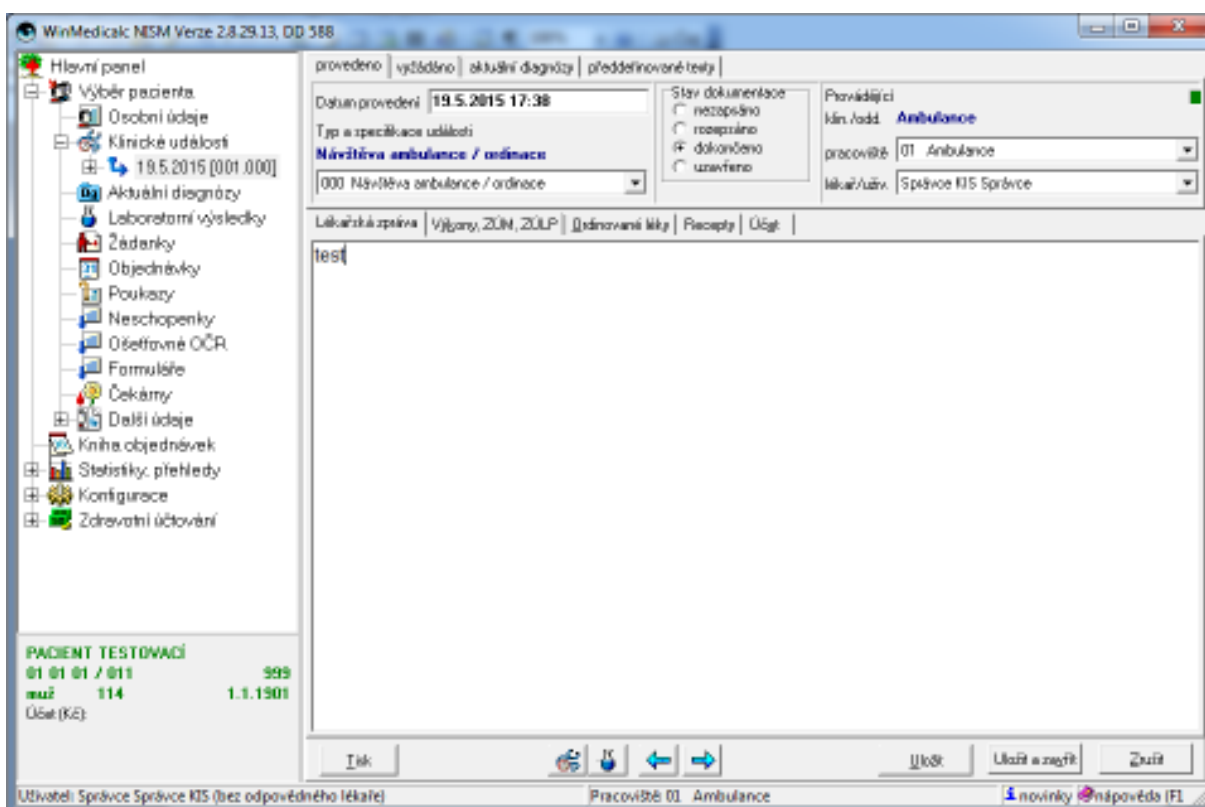 WinMedicalc NISM Verze 2.8.29.13, OD 588
Hlavní panel
Výběr pacienta
Osobní údaje
Klinické události
19.5.2015 [001.000]
Aktuální diagnózy
Laboratorní výsledky
Žádanky
Objednávky
Poukazy
Neschopenky
Ošetřovné OČR
Formuláře
Čekárny
Další údaje
Kniha objednávek
Statistiky, přehledy
Konfigurace
Zdravotní účtování
PACIENT TESTOVACÍ
01 01 01 / 011 999
muž 114 1.1.1901
Účet (Kč):
provedeno vyžádáno aktuální diagnózy předdefinované texty
Datum provedení 19.5.2015 17:38
Typ a specifikace události
Návštěva ambulance / ordinace
000 Návštěva ambulance / ordinace
Stav dokumentace
nezapsáno
rozepsáno
dokončeno
uzavřeno
Provádějící
klin./odd. Ambulance
pracoviště 01 Ambulance
lékař/uživ. Správce KIS Správce
Lékařská zpráva Výkony, ZÚM, ZÚLP Ordinované léky Recepty Účet
test
Tisk Uložit Uložit a zavřít Zrušit
Uživatel: Správce Správce KIS (bez odpovědného lékaře) Pracoviště 01 Ambulance novinky nápověda (F1